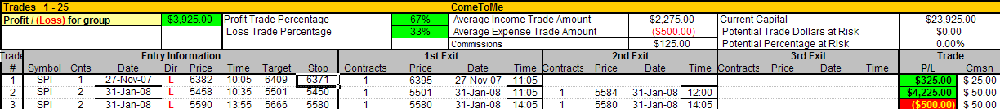 Trades 1 - 25 ComeToMe
Profit / (Loss) for group $3,925.00 Profit Trade Percentage 67% Average Income Trade Amount $2,275.00 Current Capital $23,925.00
Loss Trade Percentage 33% Average Expense Trade Amount ($500.00) Potential Trade Dollars at Risk $0.00
Commissions $125.00 Potential Percentage at Risk 0.00%
Trade Entry Information 1st Exit 2nd Exit 3rd Exit Trade
# Symbol Cnts Date Dir Price Time Target Stop Contracts Price Date Time Contracts Price Date Time Contracts Price Date Time P/L Cmsn
1 SPI 1 27-Nov-07 L 6382 10:05 6409 6371 1 6395 27-Nov-07 11:05 $325.00 $ 25.00
2 SPI 2 31-Jan-08 L 5458 10:35 5501 5450 1 5501 31-Jan-08 11:05 1 5584 31-Jan-08 12:00 $4,225.00 $ 50.00
3 SPI 2 31-Jan-08 L 5590 13:55 5666 5580 1 5580 31-Jan-08 14:05 1 5580 31-Jan-08 14:05 ($500.00) $ 50.00